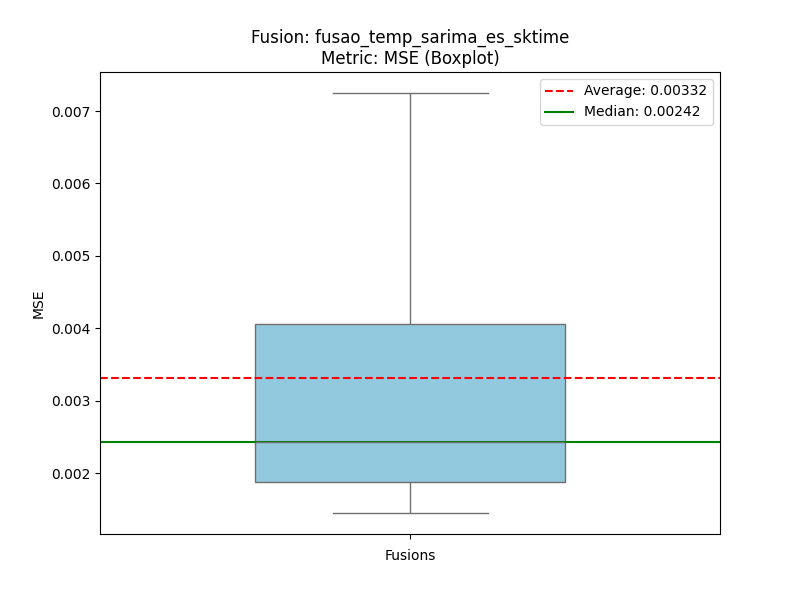 Fusion: fusao_temp_sarima_es_sktime
Metric: MSE (Boxplot)
Average: 0.00332
Median: 0.00242
0.007
0.006
0.005
0.004
0.003
0.002
MSE
Fusions